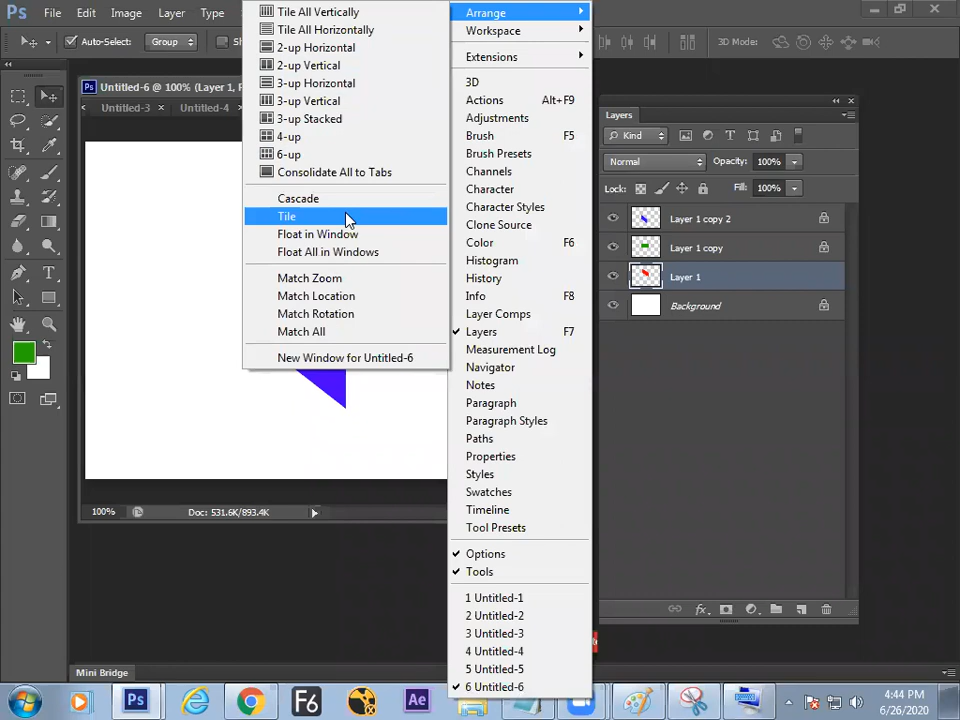 Ps File Edit Image Layer Type
Auto-Select: Group
3D Mode:
Untitled-6 @ 100% (Layer 1,
Untitled-3 × Untitled-4
Tile All Vertically
Tile All Horizontally
2-up Horizontal
2-up Vertical
3-up Horizontal
3-up Vertical
3-up Stacked
4-up
6-up
Consolidate All to Tabs
Cascade
Tile
Float in Window
Float All in Windows
Match Zoom
Match Location
Match Rotation
Match All
New Window for Untitled-6
Arrange
Workspace
Extensions
3D
Actions Alt+F9
Adjustments
Brush F5
Brush Presets
Channels
Character
Character Styles
Clone Source
Color F6
Histogram
History
Info F8
Layer Comps
Layers F7
Measurement Log
Navigator
Notes
Paragraph
Paragraph Styles
Paths
Properties
Styles
Swatches
Timeline
Tool Presets
Options
Tools
1 Untitled-1
2 Untitled-2
3 Untitled-3
4 Untitled-4
5 Untitled-5
6 Untitled-6
Layers
Kind
Normal Opacity: 100%
Lock: Fill: 100%
Layer 1 copy 2
Layer 1 copy
Layer 1
Background
100% Doc: 531.6K/893.4K
Mini Bridge
Ps F6 Ae
4:44 PM
6/26/2020